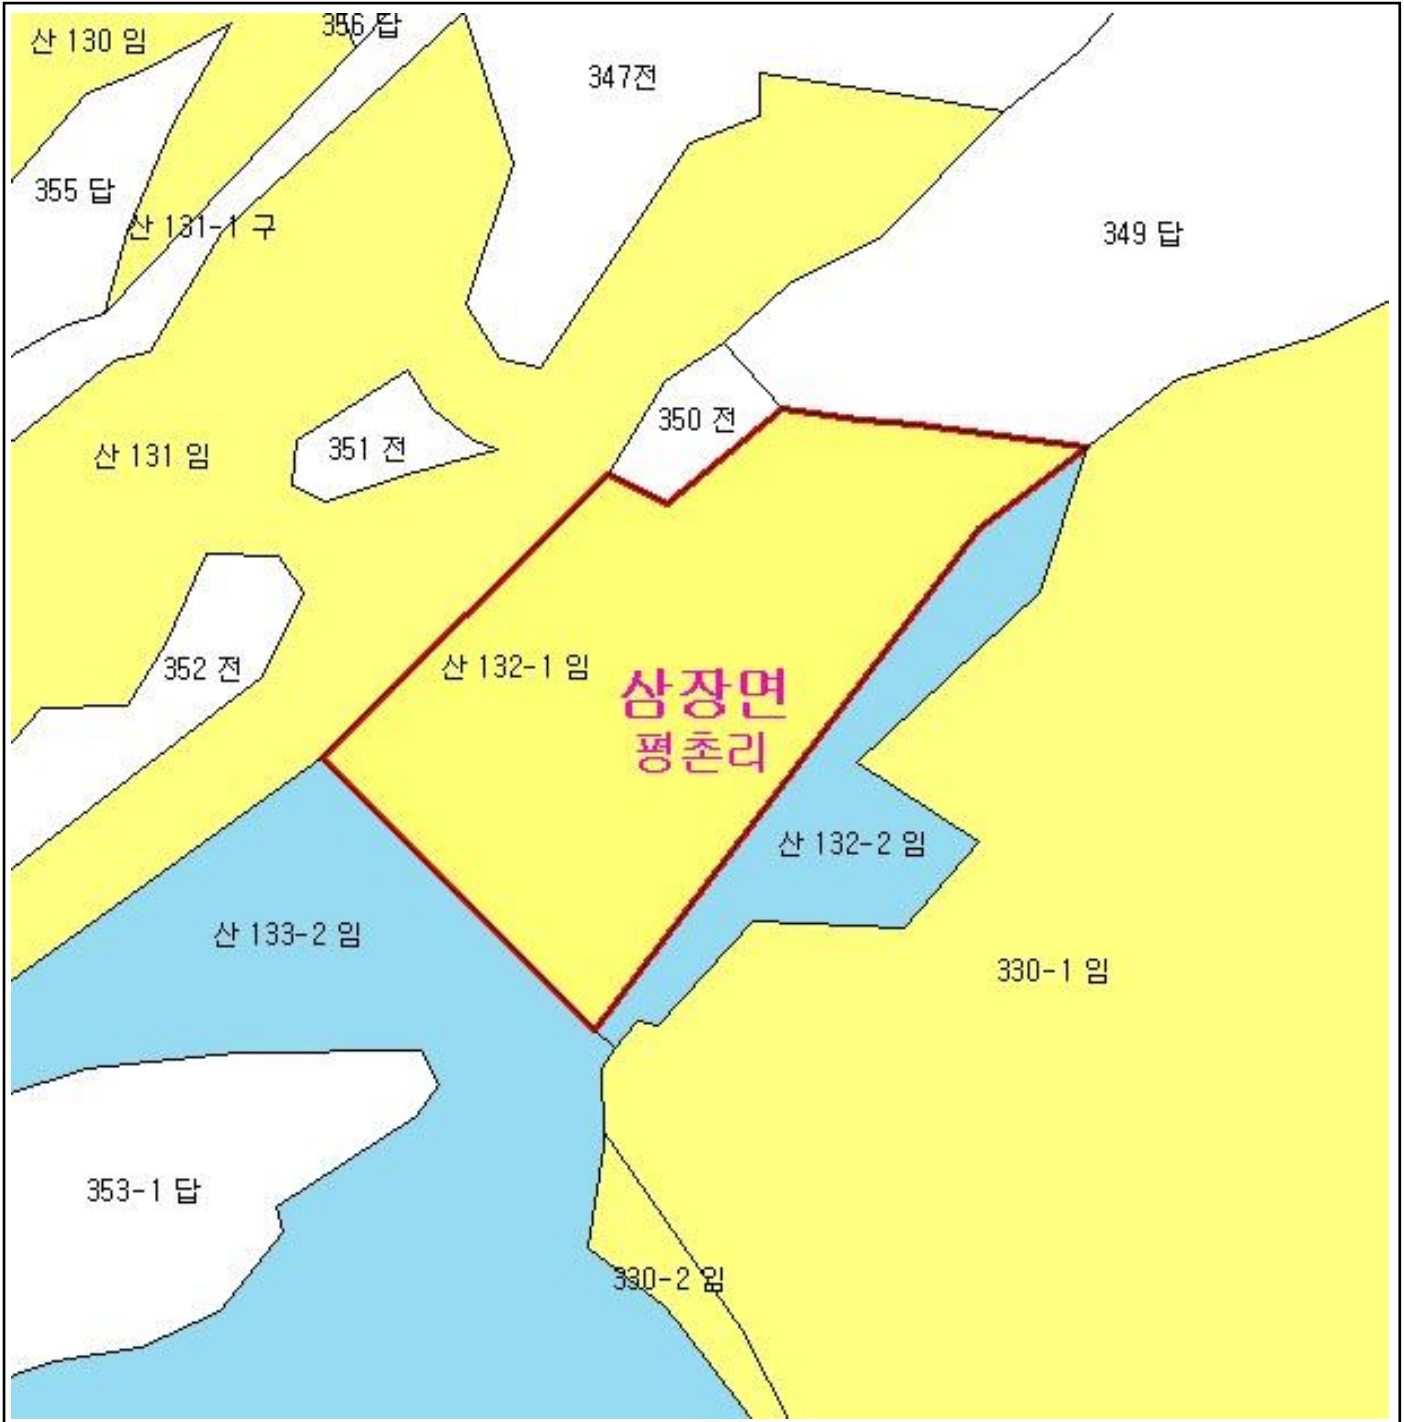 산 130 임
356 답
347전
355 답
산 131-1 구
349 답
350 전
351 전
산 131 임
352 전
산 132-1 임
삼장면
평촌리
산 132-2 임
산 133-2 임
330-1 임
353-1 답
330-2 임